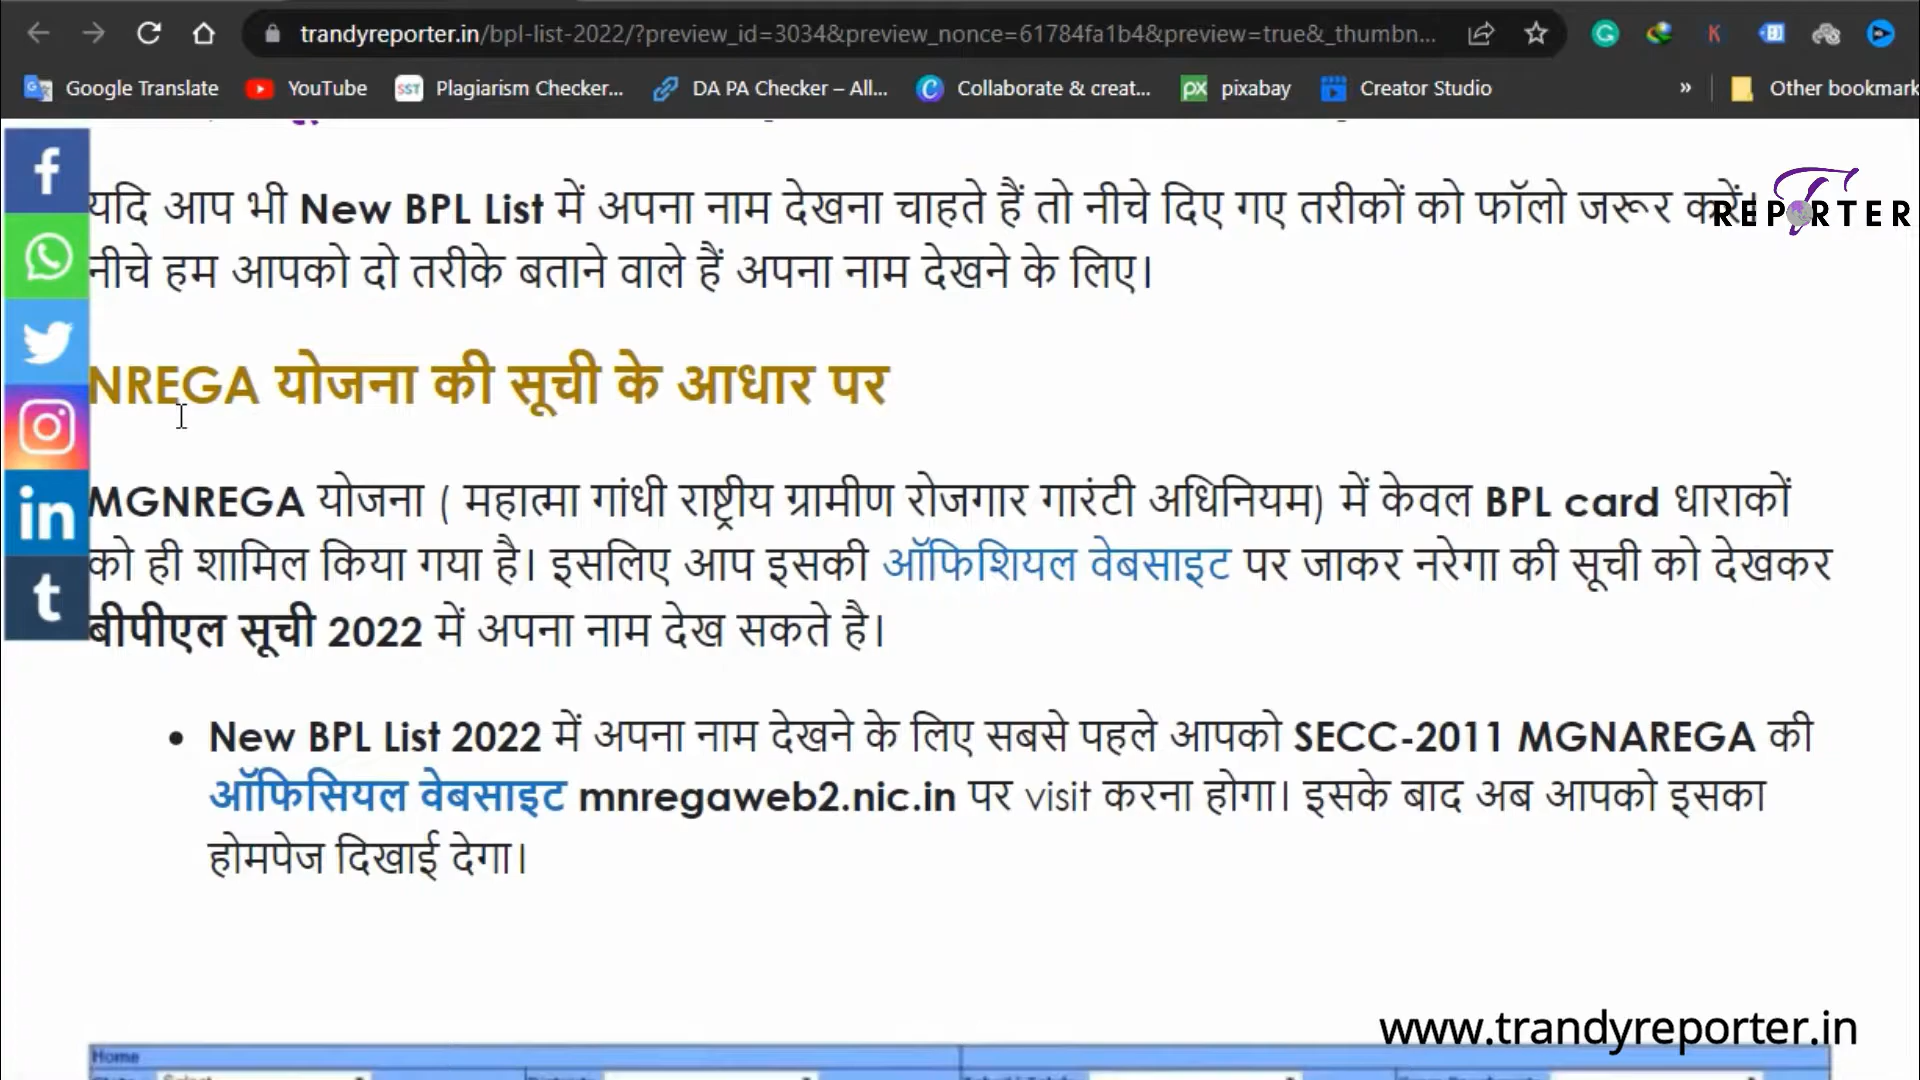 trandyreporter.in/bpl-list-2022/?preview_id=3034&preview_nonce=61784fa1b4&preview=true&_thumbn...
Google Translate YouTube SST Plagiarism Checker... DA PA Checker – All... Collaborate & creat... px pixabay Creator Studio » Other bookmark
यदि आप भी New BPL List में अपना नाम देखना चाहते हैं तो नीचे दिए गए तरीकों को फॉलो जरूर करें।
REPORTER
नीचे हम आपको दो तरीके बताने वाले हैं अपना नाम देखने के लिए।
NREGA योजना की सूची के आधार पर
MGNREGA योजना ( महात्मा गांधी राष्ट्रीय ग्रामीण रोजगार गारंटी अधिनियम) में केवल BPL card धाराकों
को ही शामिल किया गया है। इसलिए आप इसकी ऑफिशियल वेबसाइट पर जाकर नरेगा की सूची को देखकर
बीपीएल सूची 2022 में अपना नाम देख सकते है।
• New BPL List 2022 में अपना नाम देखने के लिए सबसे पहले आपको SECC-2011 MGNAREGA की
ऑफिसियल वेबसाइट mnregaweb2.nic.in पर visit करना होगा। इसके बाद अब आपको इसका
होमपेज दिखाई देगा।
www.trandyreporter.in
Home